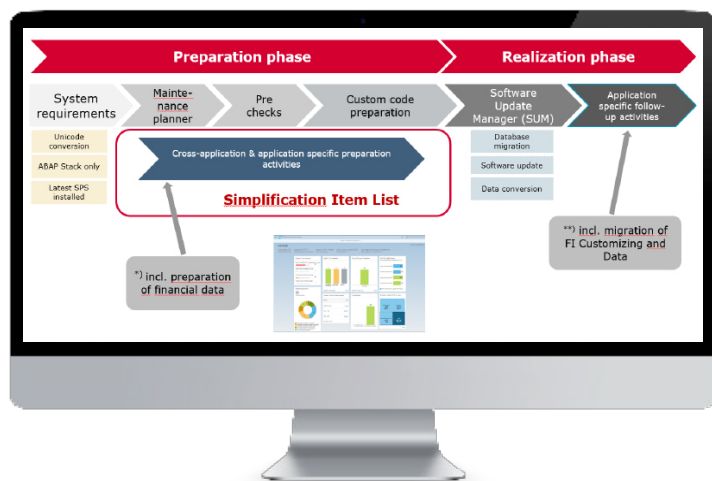 Preparation phase
Realization phase
System
requirements
Mainte-
nance
planner
Pre
checks
Custom code
preparation
Software
Update
Manager (SUM)
Application
specific follow-
up activities
Unicode
conversion
ABAP Stack only
Latest SPS
installed
Cross-application & application specific preparation
activities
Simplification Item List
Database
migration
Software update
Data conversion
*) incl. preparation
of financial data
**) incl. migration of
FI Customizing and
Data